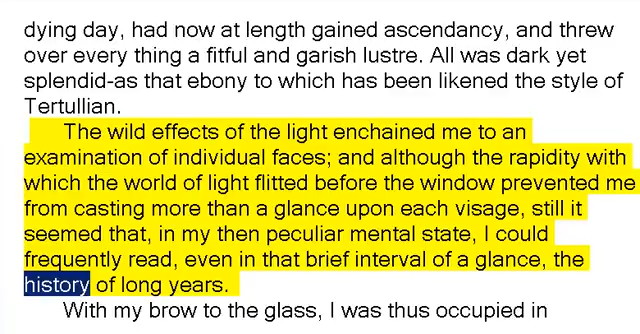 dying day, had now at length gained ascendancy, and threw
over every thing a fitful and garish lustre. All was dark yet
splendid-as that ebony to which has been likened the style of
Tertullian.
The wild effects of the light enchained me to an
examination of individual faces; and although the rapidity with
which the world of light flitted before the window prevented me
from casting more than a glance upon each visage, still it
seemed that, in my then peculiar mental state, I could
frequently read, even in that brief interval of a glance, the
history of long years.
With my brow to the glass, I was thus occupied in